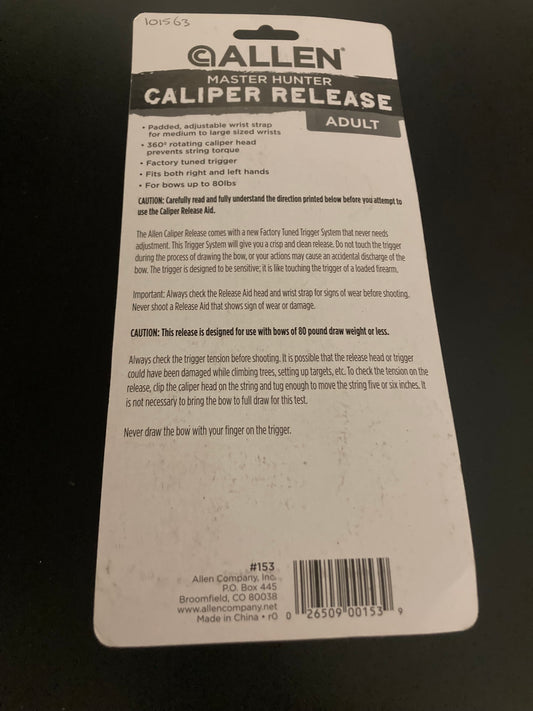 101563
ALLEN®
MASTER HUNTER
CALIPER RELEASE
ADULT
• Padded, adjustable wrist strap
for medium to large sized wrists
• 360° rotating caliper head
prevents string torque
• Factory tuned trigger
• Fits both right and left hands
• For bows up to 80lbs
CAUTION: Carefully read and fully understand the direction printed below before you attempt to
use the Caliper Release Aid.
The Allen Caliper Release comes with a new Factory Tuned Trigger System that never needs
adjustment. This Trigger System will give you a crisp and clean release. Do not touch the trigger
during the process of drawing the bow, or your actions may cause an accidental discharge of the
bow. The trigger is designed to be sensitive; it is like touching the trigger of a loaded firearm.
Important: Always check the Release Aid head and wrist strap for signs of wear before shooting.
Never shoot a Release Aid that shows sign of wear or damage.
CAUTION: This release is designed for use with bows of 80 pound draw weight or less.
Always check the trigger tension before shooting. It is possible that the release head or trigger
could have been damaged while climbing trees, setting up targets, etc. To check the tension on the
release, clip the caliper head on the string and tug enough to move the string five or six inches. It
is not necessary to bring the bow to full draw for this test.
Never draw the bow with your finger on the trigger.
#153
Allen Company, Inc.
P.O. Box 445
Broomfield, CO 80038
www.allencompany.net
Made in China • r0
0 26509 00153 9